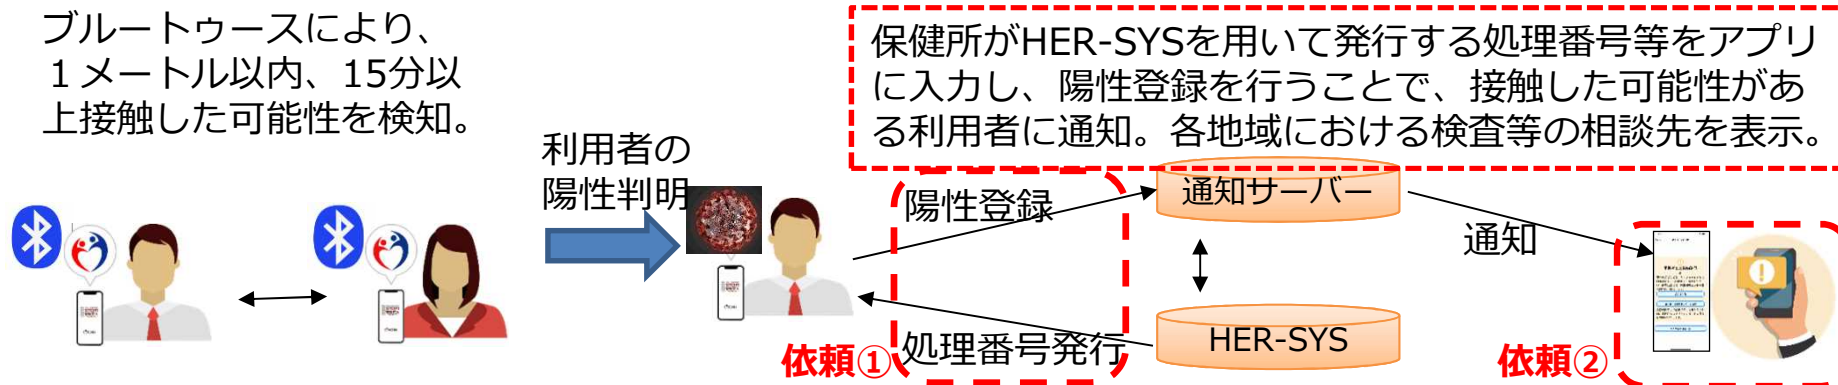 ブルートゥースにより、
１メートル以内、15分以
上接触した可能性を検知。
利用者の
陽性判明
保健所がHER-SYSを用いて発行する処理番号等をアプリ
に入力し、陽性登録を行うことで、接触した可能性があ
る利用者に通知。各地域における検査等の相談先を表示。
陽性登録
通知サーバー
通知
処理番号発行
HER-SYS
依頼①
依頼②